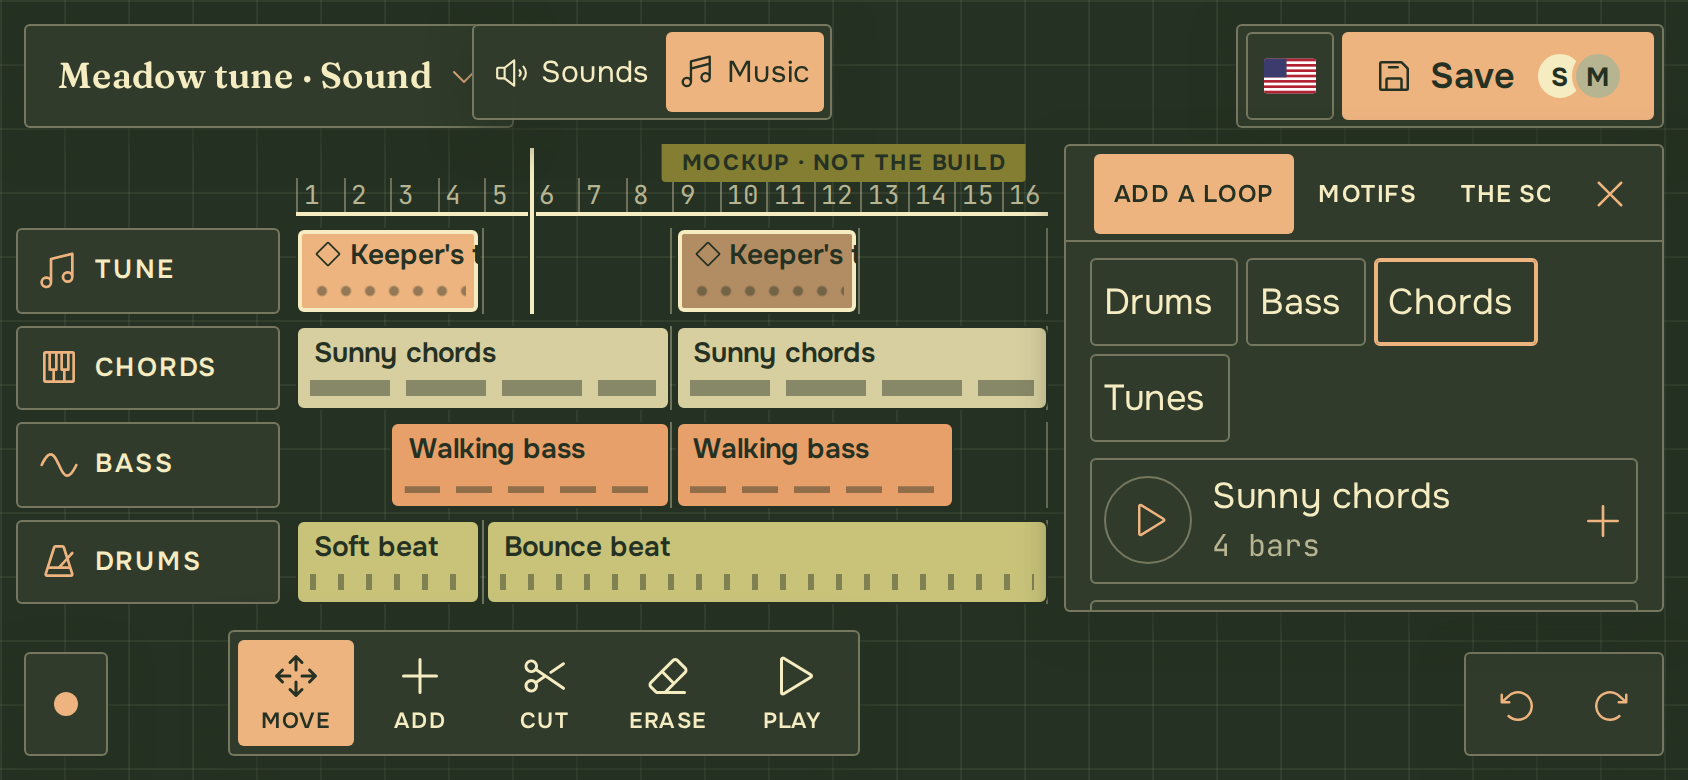 Meadow tune · Sound
Sounds
Music
Save
S
M
MOCKUP · NOT THE BUILD
1 2 3 4 5 6 7 8 9 10 11 12 13 14 15 16
ADD A LOOP
MOTIFS
THE SC
TUNE
Keeper's t
Keeper's t
Drums
Bass
Chords
CHORDS
Sunny chords
Sunny chords
Tunes
BASS
Walking bass
Walking bass
Sunny chords
4 bars
DRUMS
Soft beat
Bounce beat
MOVE
ADD
CUT
ERASE
PLAY